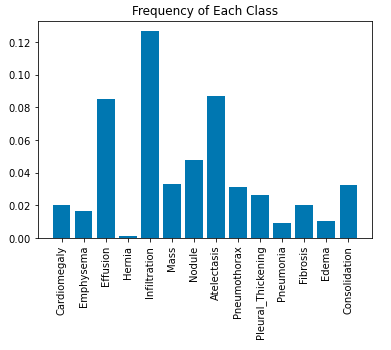 Frequency of Each Class
0.12
0.10
0.08
0.06
0.04
0.02
0.00
Cardiomegaly
Emphysema
Effusion
Hernia
Infiltration
Mass
Nodule
Atelectasis
Pneumothorax
Pleural_Thickening
Pneumonia
Fibrosis
Edema
Consolidation